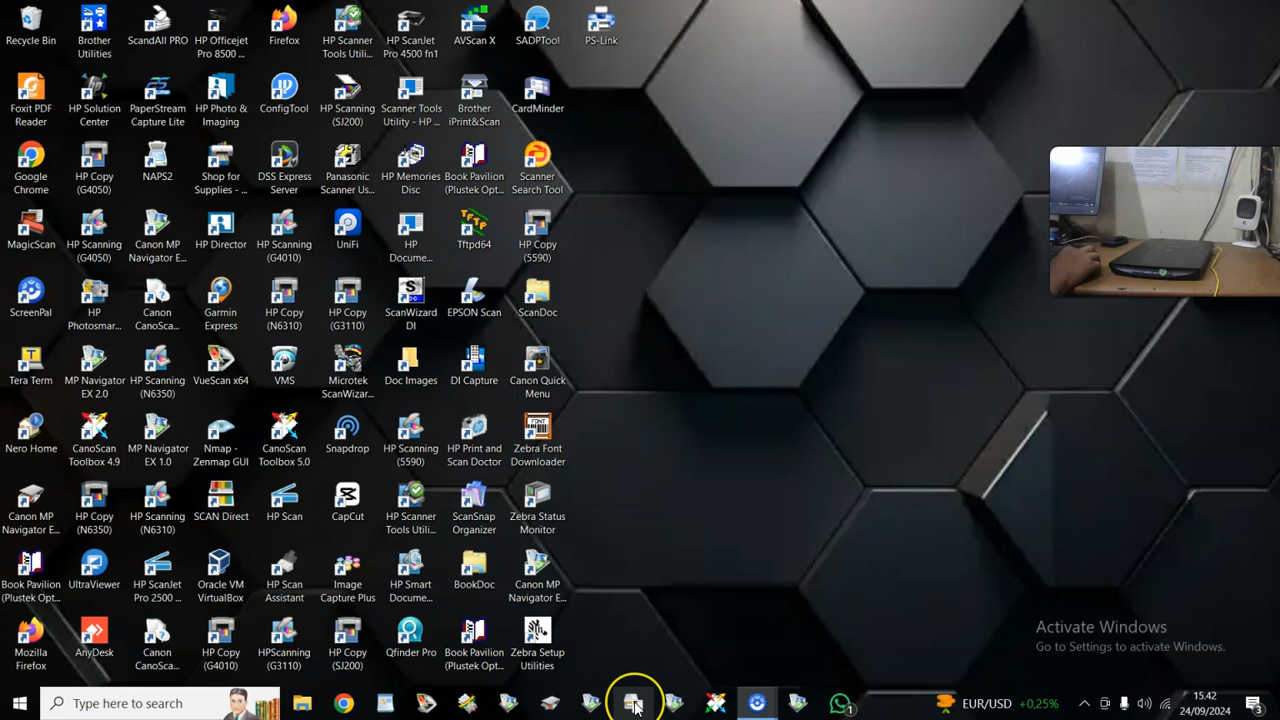 Recycle Bin
Brother
Utilities
ScandAll PRO
HP Officejet
Pro 8500 ...
Firefox
HP Scanner
Tools Utili...
HP ScanJet
Pro 4500 fn1
AVScan X
SADPTool
PS-Link
Foxit PDF
Reader
HP Solution
Center
PaperStream
Capture Lite
HP Photo &
Imaging
ConfigTool
HP Scanning
(SJ200)
Scanner Tools
Utility - HP ...
Brother
iPrint&Scan
CardMinder
Google
Chrome
HP Copy
(G4050)
NAPS2
Shop for
Supplies - ...
DSS Express
Server
Panasonic
Scanner Us...
HP Memories
Disc
Book Pavilion
(Plustek Opt...
Scanner
Search Tool
MagicScan
HP Scanning
(G4050)
Canon MP
Navigator E...
HP Director
HP Scanning
(G4010)
UniFi
HP
Docume...
Tftpd64
HP Copy
(5590)
ScreenPal
HP
Photosmar...
Canon
CanoSca...
Garmin
Express
HP Copy
(N6310)
HP Copy
(G3110)
ScanWizard
DI
EPSON Scan
ScanDoc
Tera Term
MP Navigator
EX 2.0
HP Scanning
(N6350)
VueScan x64
VMS
Microtek
ScanWizar...
Doc Images
DI Capture
Canon Quick
Menu
Nero Home
CanoScan
Toolbox 4.9
MP Navigator
EX 1.0
Nmap -
Zenmap GUI
CanoScan
Toolbox 5.0
Snapdrop
HP Scanning
(5590)
HP Print and
Scan Doctor
Zebra Font
Downloader
Canon MP
Navigator E...
HP Copy
(N6350)
HP Scanning
(N6310)
SCAN Direct
HP Scan
CapCut
HP Scanner
Tools Utili...
ScanSnap
Organizer
Zebra Status
Monitor
Book Pavilion
(Plustek Opt...
UltraViewer
HP ScanJet
Pro 2500 ...
Oracle VM
VirtualBox
HP Scan
Assistant
Image
Capture Plus
HP Smart
Docume...
BookDoc
Canon MP
Navigator E...
Mozilla
Firefox
AnyDesk
Canon
CanoSca...
HP Copy
(G4010)
HPScanning
(G3110)
HP Copy
(SJ200)
Qfinder Pro
Book Pavilion
(Plustek Opt...
Zebra Setup
Utilities
Activate Windows
Go to Settings to activate Windows.
Type here to search
1
EUR/USD +0,25%
15.42
24/09/2024
3